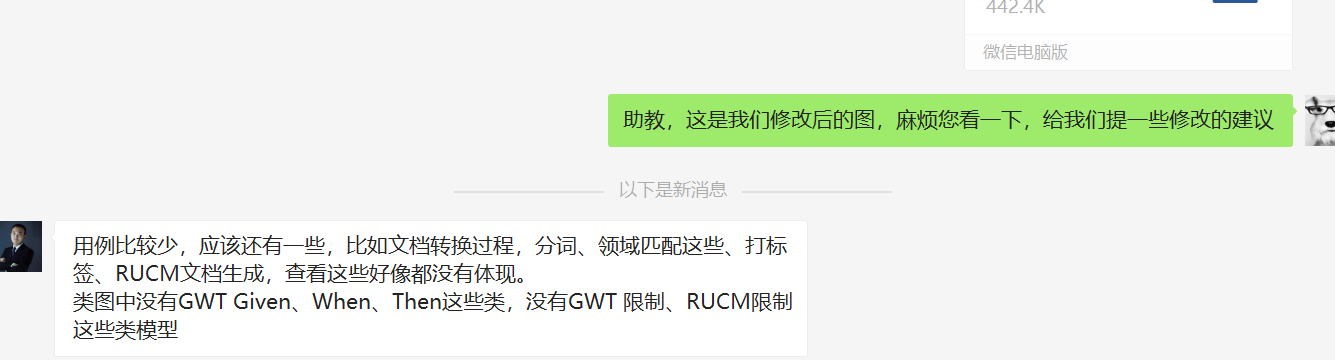 442.4K
微信电脑版
助教，这是我们修改后的图，麻烦您看一下，给我们提一些修改的建议
以下是新消息
用例比较少，应该还有一些，比如文档转换过程，分词、领域匹配这些、打标
签、RUCM文档生成，查看这些好像都没有体现。
类图中没有GWT Given、When、Then这些类，没有GWT 限制、RUCM限制
这些类模型